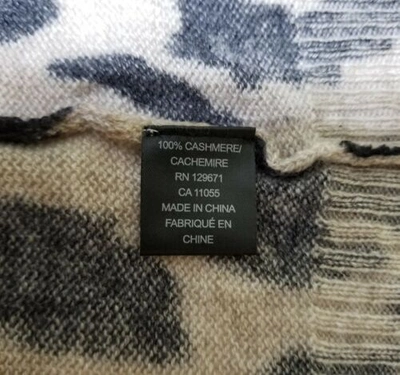 100% CASHMERE/
CACHEMIRE
RN 129671
CA 11055
MADE IN CHINA
FABRIQUÉ EN
CHINE